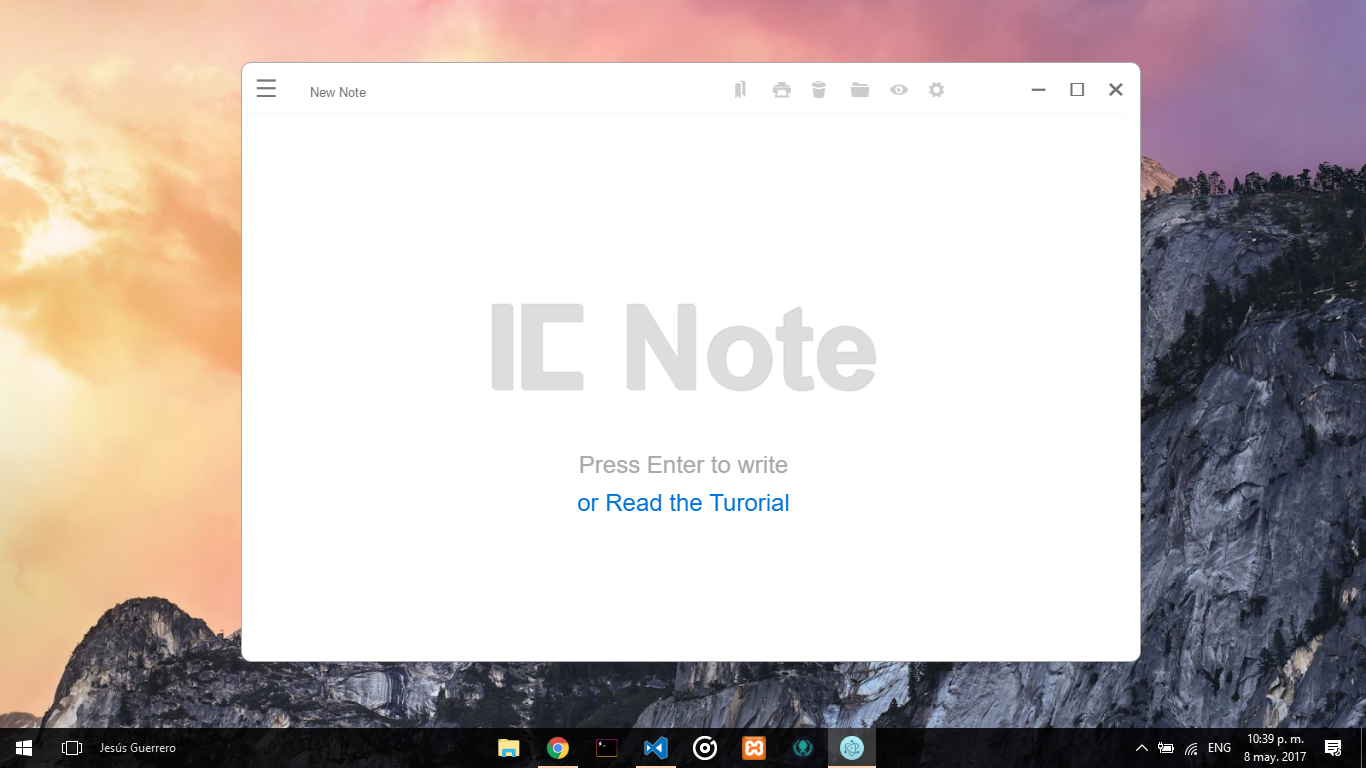 New Note
IC Note
Press Enter to write
or Read the Turorial
Jesús Guerrero
ENG
10:39 p. m.
8 may. 2017